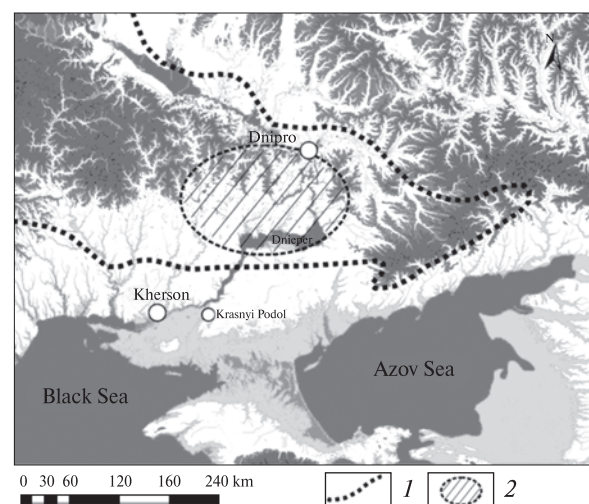 N
Dnipro
Dnieper
Kherson
Krasnyi Podol
Azov Sea
Black Sea
0 30 60 120 160 240 km
1 2